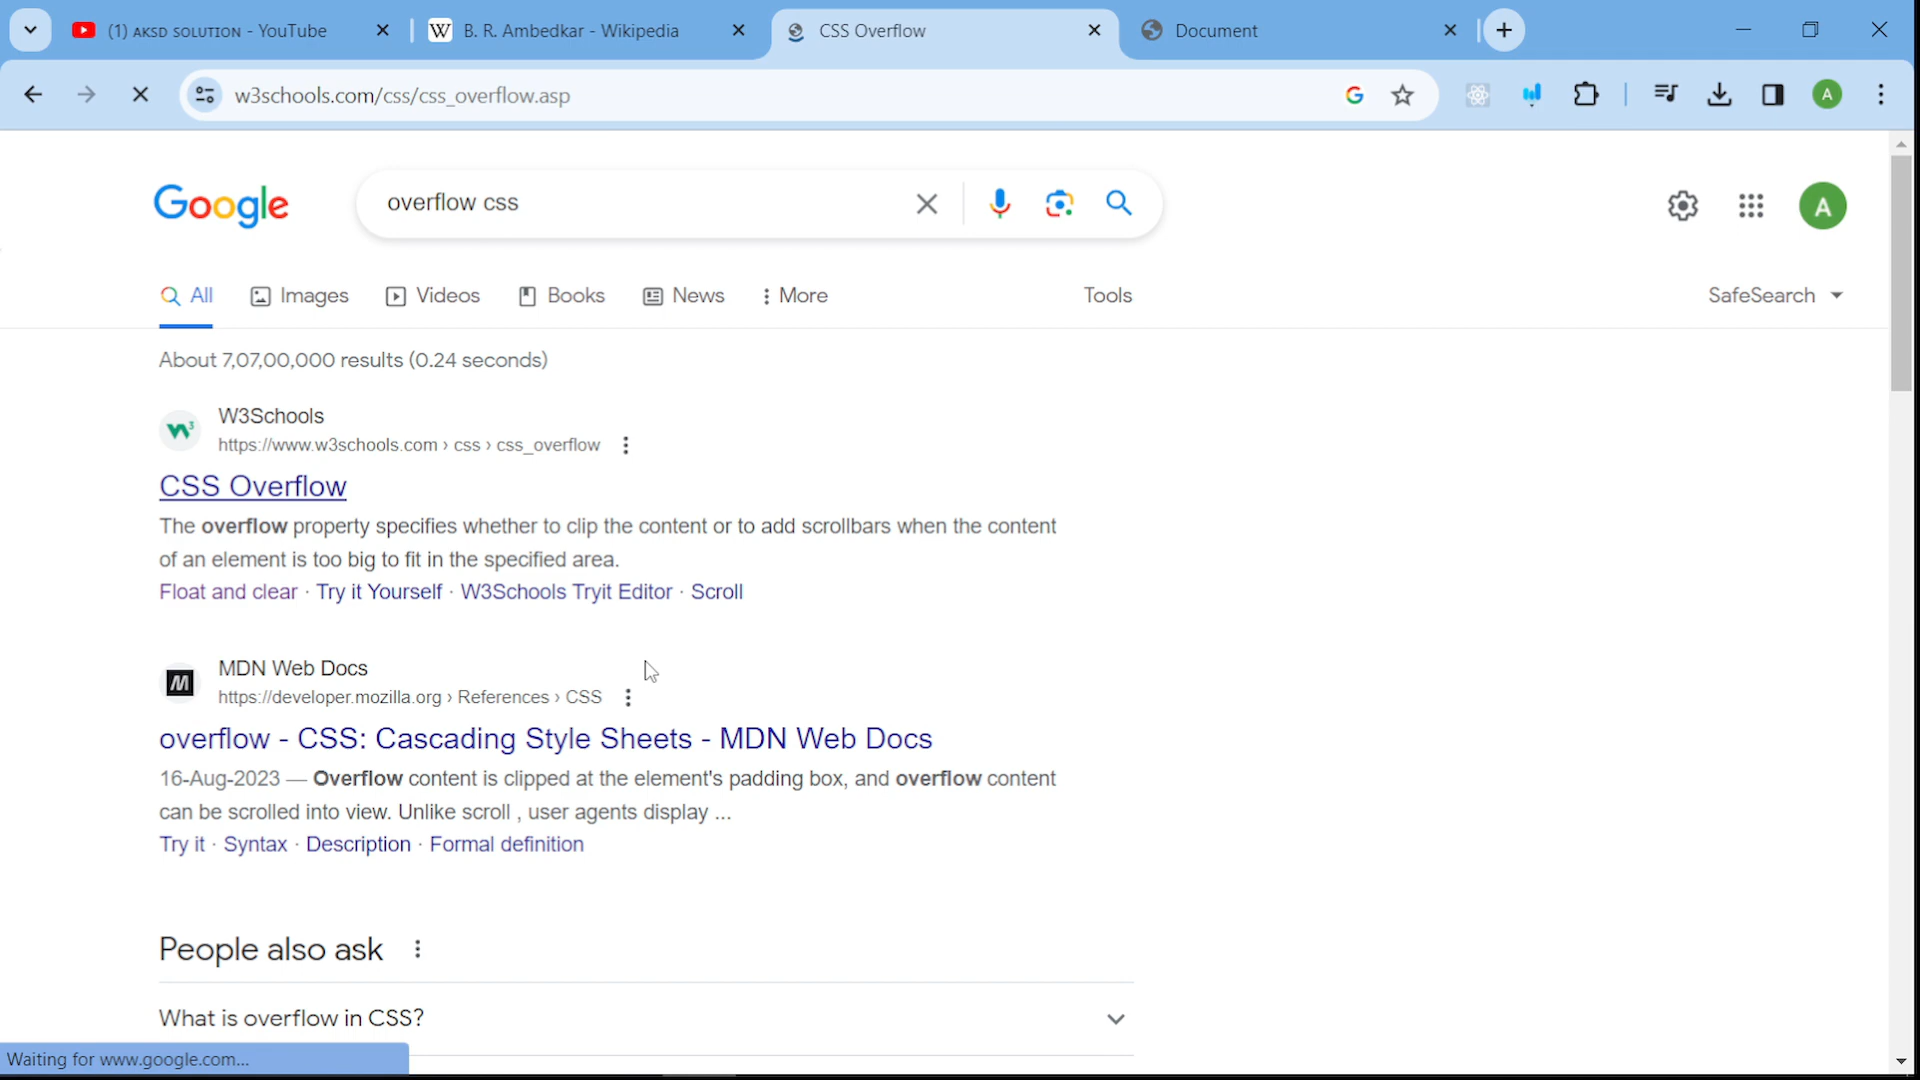 (1) ᴀᴋsᴅ sᴏʟᴜᴛɪᴏɴ - YouTube
W B. R. Ambedkar - Wikipedia
CSS Overflow
Document
w3schools.com/css/css_overflow.asp
G
A
Google
overflow css
A
All
Images
Videos
Books
News
More
Tools
SafeSearch
About 7,07,00,000 results (0.24 seconds)
W3Schools
https://www.w3schools.com › css › css_overflow
CSS Overflow
The overflow property specifies whether to clip the content or to add scrollbars when the content
of an element is too big to fit in the specified area.
Float and clear · Try it Yourself · W3Schools Tryit Editor · Scroll
MDN Web Docs
https://developer.mozilla.org › References › CSS
overflow - CSS: Cascading Style Sheets - MDN Web Docs
16-Aug-2023 — Overflow content is clipped at the element's padding box, and overflow content
can be scrolled into view. Unlike scroll , user agents display ...
Try it · Syntax · Description · Formal definition
People also ask
What is overflow in CSS?
Waiting for www.google.com...